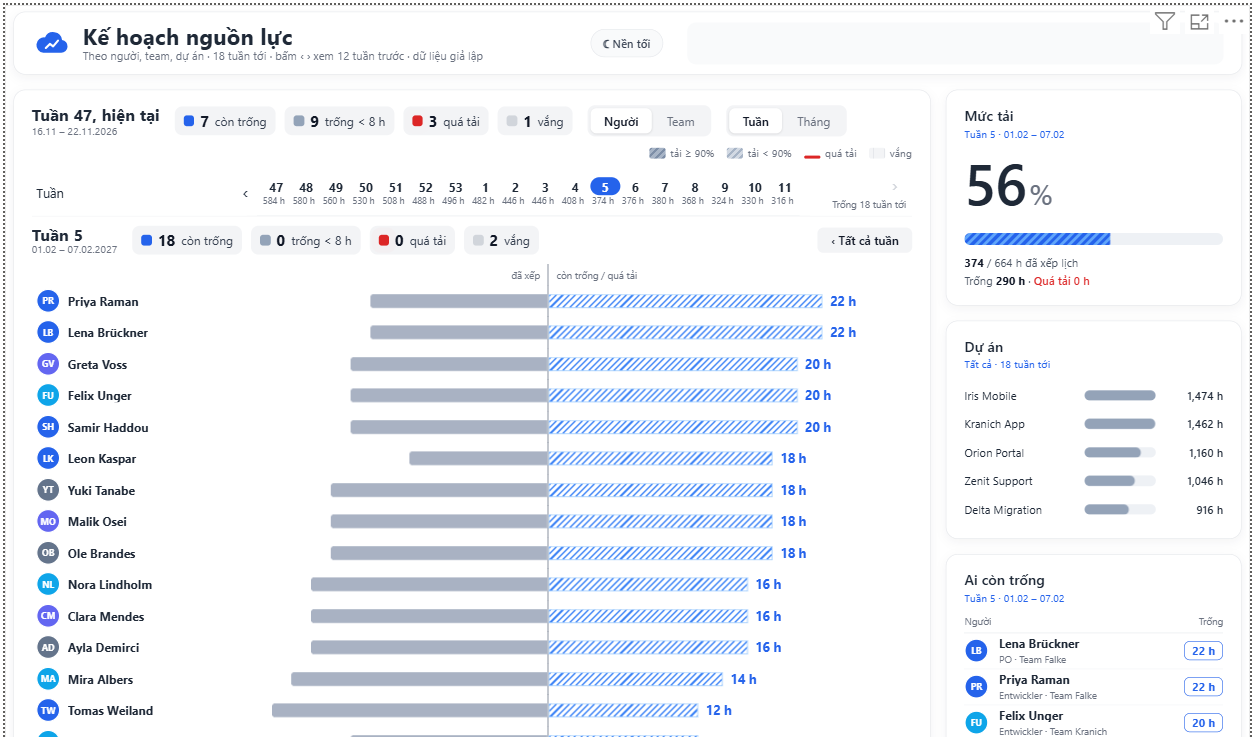 Kế hoạch nguồn lực
Theo người, team, dự án · 18 tuần tới · bấm ‹ › xem 12 tuần trước · dữ liệu giả lập
☾ Nền tối
Tuần 47, hiện tại
16.11 – 22.11.2026
7 còn trống
9 trống < 8 h
3 quá tải
1 vắng
Người Team
Tuần Tháng
tải ≥ 90% tải < 90% quá tải vắng
Tuần
‹ 47 48 49 50 51 52 53 1 2 3 4 5 6 7 8 9 10 11 ›
584 h 580 h 560 h 530 h 508 h 488 h 496 h 482 h 446 h 446 h 408 h 374 h 376 h 380 h 368 h 324 h 330 h 316 h
Trống 18 tuần tới
Tuần 5
01.02 – 07.02.2027
18 còn trống
0 trống < 8 h
0 quá tải
2 vắng
‹ Tất cả tuần
đã xếp còn trống / quá tải
PR Priya Raman 22 h
LB Lena Brückner 22 h
GV Greta Voss 20 h
FU Felix Unger 20 h
SH Samir Haddou 20 h
LK Leon Kaspar 18 h
YT Yuki Tanabe 18 h
MO Malik Osei 18 h
OB Ole Brandes 18 h
NL Nora Lindholm 16 h
CM Clara Mendes 16 h
AD Ayla Demirci 16 h
MA Mira Albers 14 h
TW Tomas Weiland 12 h
Mức tải
Tuần 5 · 01.02 – 07.02
56%
374 / 664 h đã xếp lịch
Trống 290 h · Quá tải 0 h
Dự án
Tất cả · 18 tuần tới
Iris Mobile 1,474 h
Kranich App 1,462 h
Orion Portal 1,160 h
Zenit Support 1,046 h
Delta Migration 916 h
Ai còn trống
Tuần 5 · 01.02 – 07.02
Người Trống
LB Lena Brückner 22 h
PO · Team Falke
PR Priya Raman 22 h
Entwickler · Team Falke
FU Felix Unger 20 h
Entwickler · Team Kranich